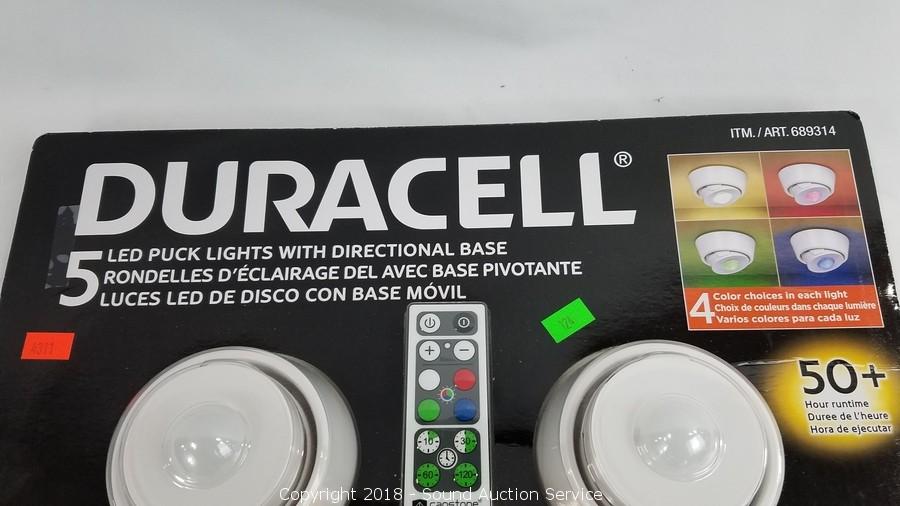 ITM. / ART. 689314
DURACELL®
5 LED PUCK LIGHTS WITH DIRECTIONAL BASE
RONDELLES D'ÉCLAIRAGE DEL AVEC BASE PIVOTANTE
LUCES LED DE DISCO CON BASE MÓVIL
4 Color choices in each light
Choix de couleurs dans chaque lumière
Varios colores para cada luz
4311
124
50+
Hour runtime
Duree de l'heure
Hora de ejecutar
10 30
60 120
capstone
Copyright 2018 - Sound Auction Service